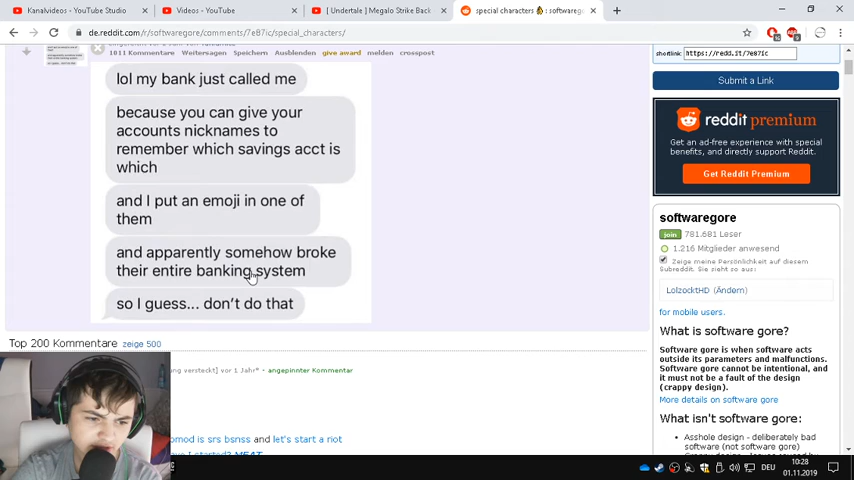 Kanalvideos - YouTube Studio
Videos - YouTube
[ Undertale ] Megalo Strike Back
special characters 🐧 : softwarego
de.reddit.com/r/softwaregore/comments/7e87ic/special_characters/
1011 Kommentare Weitersagen Speichern Ausblenden give award melden crosspost
lol my bank just called me
because you can give your
accounts nicknames to
remember which savings acct is
which
and I put an emoji in one of
them
and apparently somehow broke
their entire banking system
so I guess... don't do that
Top 200 Kommentare zeige 500
ung versteckt] vor 1 Jahr* - angepinnter Kommentar
omod is srs bsnss and let's start a riot
shortlink: https://redd.it/7e87ic
Submit a Link
reddit premium
Get an ad-free experience with special
benefits, and directly support Reddit.
Get Reddit Premium
softwaregore
join 781.681 Leser
1.216 Mitglieder anwesend
Zeige meine Persönlichkeit auf diesem
Subreddit. Sie sieht so aus:
LolzocktHD (Ändern)
for mobile users.
What is software gore?
Software gore is when software acts
outside its parameters and malfunctions.
Software gore cannot be intentional, and
it must not be a fault of the design
(crappy design).
More details on software gore
What isn't software gore:
Asshole design - deliberately bad
software (not software gore)
DEU
10:28
01.11.2019